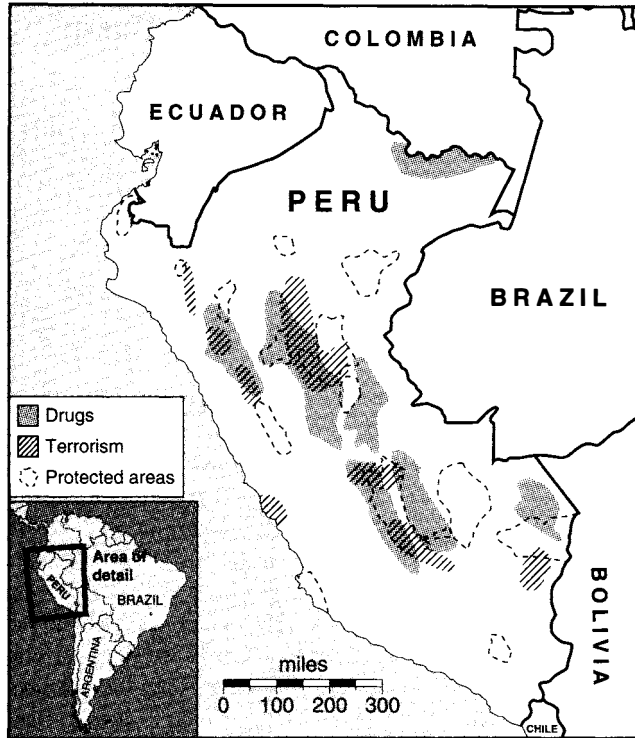 COLOMBIA
ECUADOR
PERU
BRAZIL
Drugs
Terrorism
Protected areas
Area of
detail
PERU
BRAZIL
ARGENTINA
BOLIVIA
miles
0 50 100 200 300
CHILE